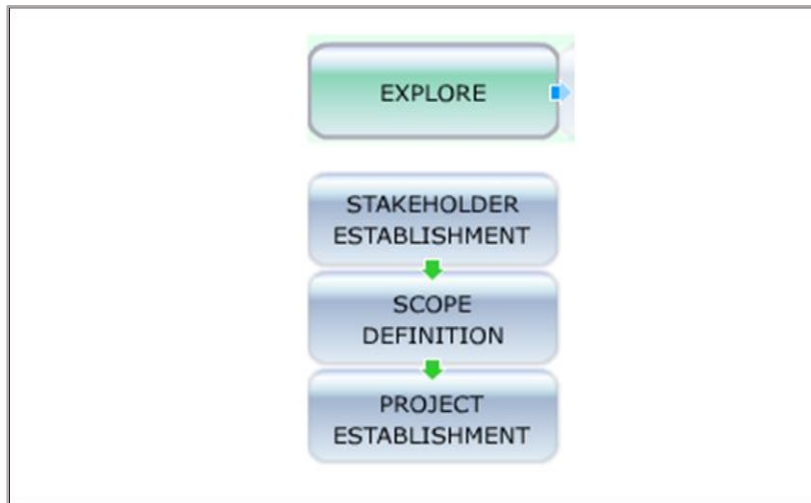 EXPLORE
STAKEHOLDER
ESTABLISHMENT
SCOPE
DEFINITION
PROJECT
ESTABLISHMENT